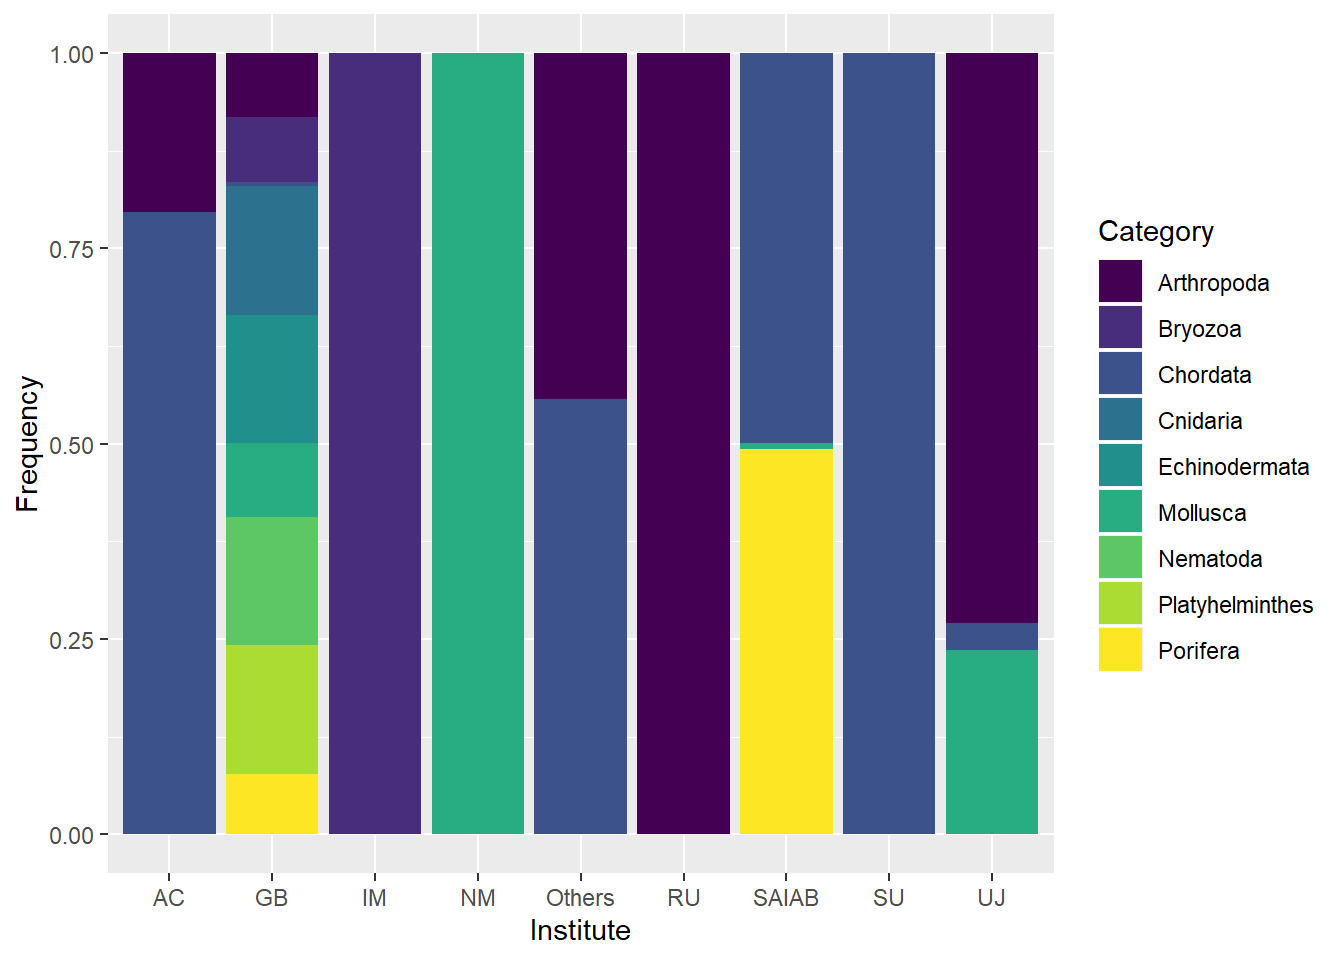 1.00
0.75
0.50
0.25
0.00
Frequency
AC GB IM NM Others RU SAIAB SU UJ
Institute
Category
Arthropoda
Bryozoa
Chordata
Cnidaria
Echinodermata
Mollusca
Nematoda
Platyhelminthes
Porifera